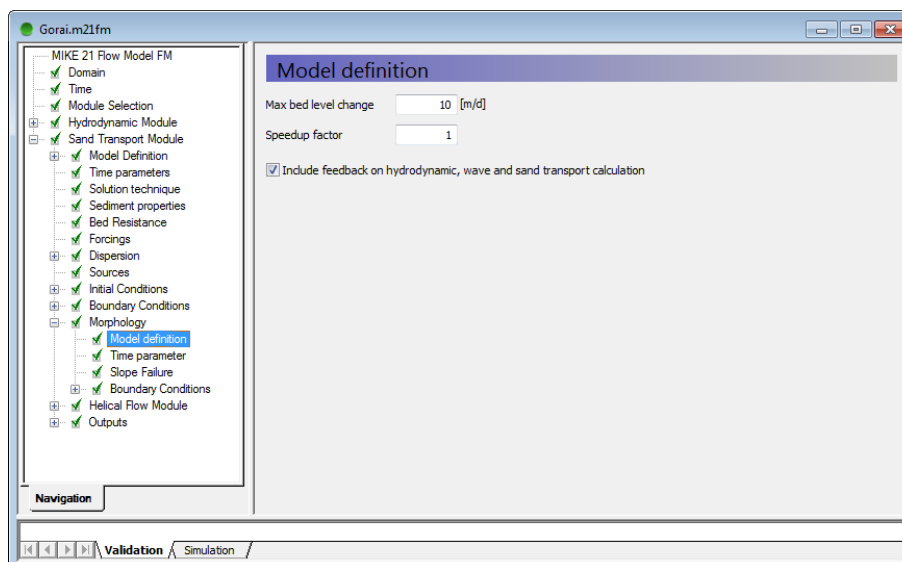 Gorai.m21fm
MIKE 21 Flow Model FM
Domain
Time
Module Selection
Hydrodynamic Module
Sand Transport Module
Model Definition
Time parameters
Solution technique
Sediment properties
Bed Resistance
Forcings
Dispersion
Sources
Initial Conditions
Boundary Conditions
Morphology
Model definition
Time parameter
Slope Failure
Boundary Conditions
Helical Flow Module
Outputs
Navigation
Model definition
Max bed level change 10 [m/d]
Speedup factor 1
Include feedback on hydrodynamic, wave and sand transport calculation
Validation Simulation